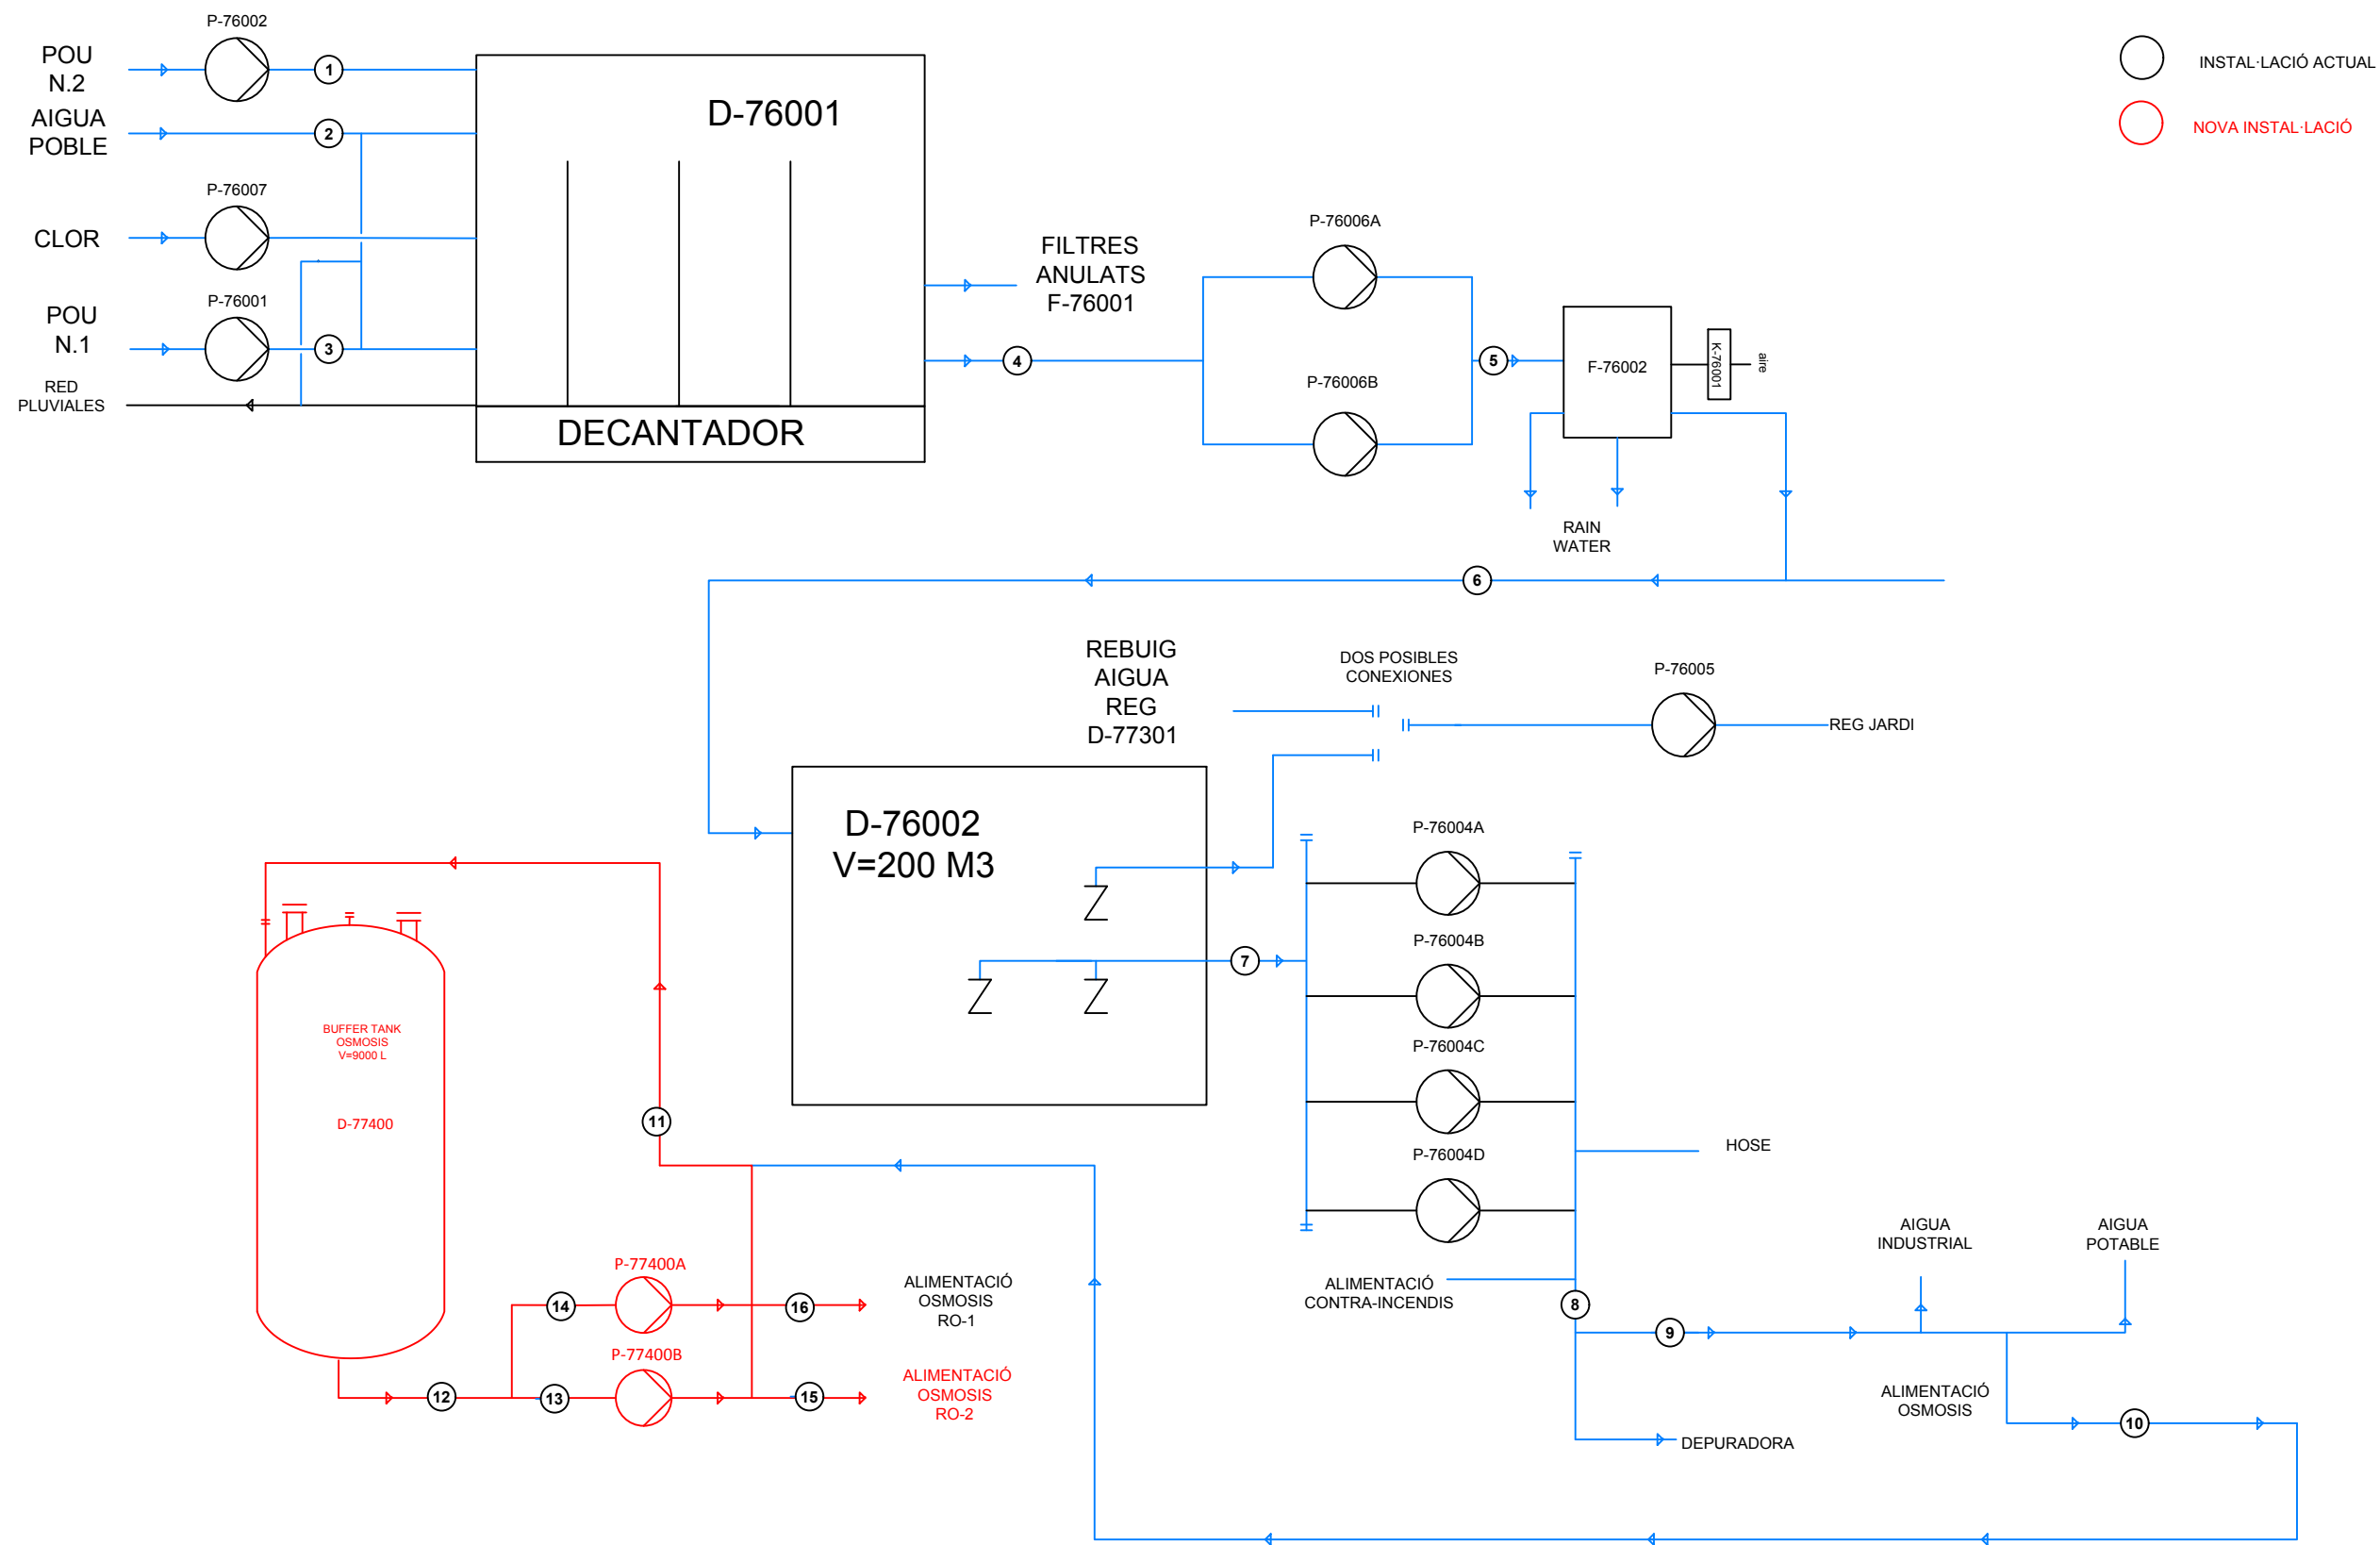 P-76002
POU
N.2
1
INSTAL·LACIÓ ACTUAL
AIGUA
POBLE
2
D-76001
NOVA INSTAL·LACIÓ
P-76007
CLOR
P-76001
POU
N.1
3
RED
PLUVIALES
DECANTADOR
FILTRES
ANULATS
F-76001
4
P-76006A
P-76006B
5
F-76002
K-76001
aire
RAIN
WATER
6
REBUIG
AIGUA
REG
D-77301
DOS POSIBLES
CONEXIONES
P-76005
REG JARDI
D-76002
V=200 M3
7
P-76004A
P-76004B
P-76004C
P-76004D
HOSE
BUFFER TANK
OSMOSIS
V=9000 L
D-77400
11
P-77400A
14
16
ALIMENTACIÓ
OSMOSIS
RO-1
P-77400B
12
13
15
ALIMENTACIÓ
OSMOSIS
RO-2
ALIMENTACIÓ
CONTRA-INCENDIS
8
9
AIGUA
INDUSTRIAL
AIGUA
POTABLE
ALIMENTACIÓ
OSMOSIS
10
DEPURADORA